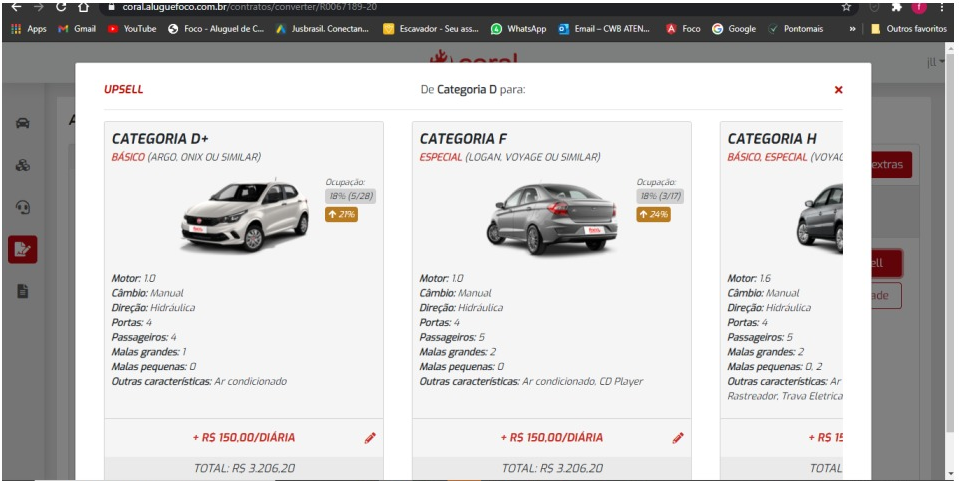 coral.aluguefoco.com.br/contratos/converter/R0067189-20
Apps Gmail YouTube Foco - Aluguel de C... Jusbrasil. Conectan... Escavador - Seu ass... WhatsApp Email – CWB ATEN... Foco Google Pontomais » Outros favoritos
coral
jll
UPSELL De Categoria D para:
A
extras
ell
ade
CATEGORIA D+
BÁSICO (ARGO, ONIX OU SIMILAR)
Ocupação:
18% (5/28)
21%
Motor: 1.0
Câmbio: Manual
Direção: Hidráulica
Portas: 4
Passageiros: 4
Malas grandes: 1
Malas pequenas: 0
Outras características: Ar condicionado
+ R$ 150,00/DIÁRIA
TOTAL: R$ 3.206,20
CATEGORIA F
ESPECIAL (LOGAN, VOYAGE OU SIMILAR)
Ocupação:
18% (3/17)
24%
Motor: 1.0
Câmbio: Manual
Direção: Hidráulica
Portas: 4
Passageiros: 5
Malas grandes: 2
Malas pequenas: 0
Outras características: Ar condicionado, CD Player
+ R$ 150,00/DIÁRIA
TOTAL: R$ 3.206,20
CATEGORIA H
BÁSICO, ESPECIAL (VOYAG
Motor: 1.6
Câmbio: Manual
Direção: Hidráulica
Portas: 4
Passageiros: 5
Malas grandes: 2
Malas pequenas: 0, 2
Outras características: Ar
Rastreador, Trava Eletrica
+ R$ 15
TOTAL